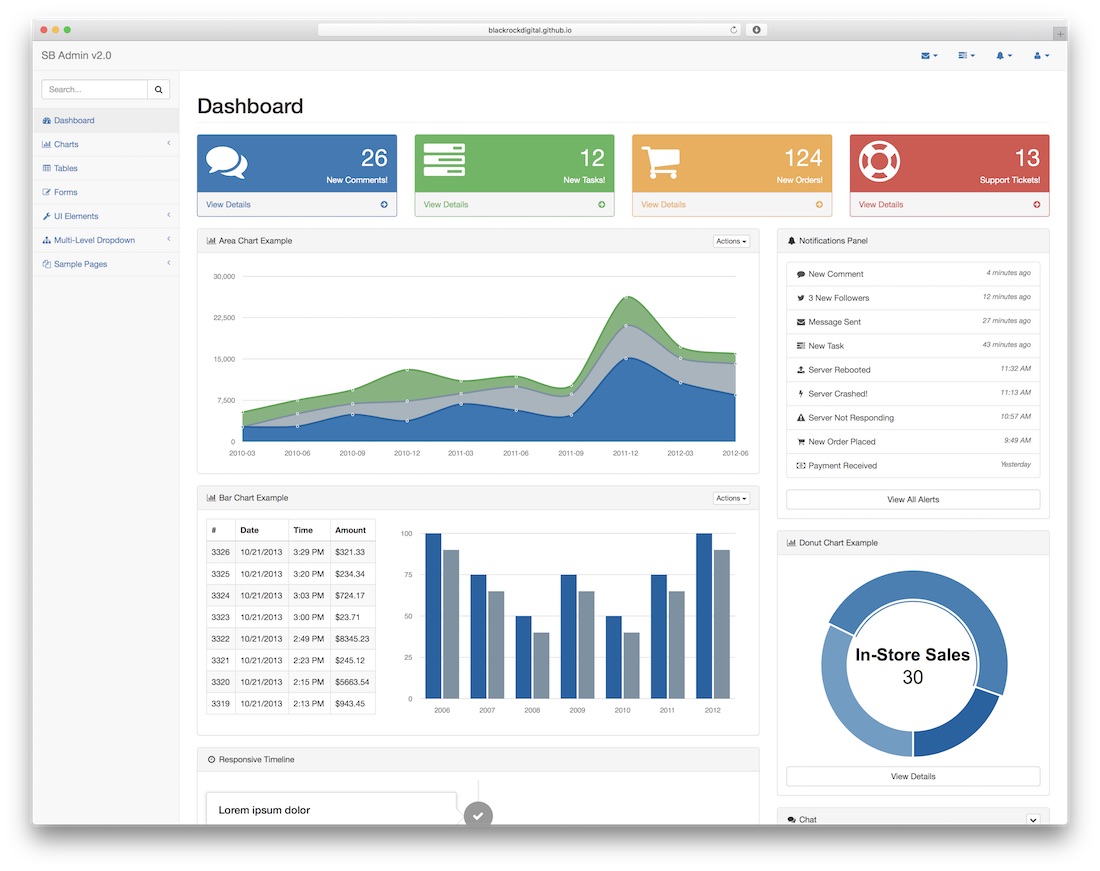 blackrockdigital.github.io
SB Admin v2.0
Search...
Dashboard
Charts
Tables
Forms
UI Elements
Multi-Level Dropdown
Sample Pages
Dashboard
26
New Comments!
View Details
12
New Tasks!
View Details
124
New Orders!
View Details
13
Support Tickets!
View Details
Area Chart Example
Actions
30,000
22,500
15,000
7,500
0
2010-03 2010-06 2010-09 2010-12 2011-03 2011-06 2011-09 2011-12 2012-03 2012-06
Bar Chart Example
Actions
# Date Time Amount
3326 10/21/2013 3:29 PM $321.33
3325 10/21/2013 3:20 PM $234.34
3324 10/21/2013 3:03 PM $724.17
3323 10/21/2013 3:00 PM $23.71
3322 10/21/2013 2:49 PM $8345.23
3321 10/21/2013 2:23 PM $245.12
3320 10/21/2013 2:15 PM $5663.54
3319 10/21/2013 2:13 PM $943.45
100
75
50
25
0
2006 2007 2008 2009 2010 2011 2012
Responsive Timeline
Lorem ipsum dolor
Notifications Panel
New Comment 4 minutes ago
3 New Followers 12 minutes ago
Message Sent 27 minutes ago
New Task 43 minutes ago
Server Rebooted 11:32 AM
Server Crashed! 11:13 AM
Server Not Responding 10:57 AM
New Order Placed 9:49 AM
Payment Received Yesterday
View All Alerts
Donut Chart Example
In-Store Sales
30
View Details
Chat